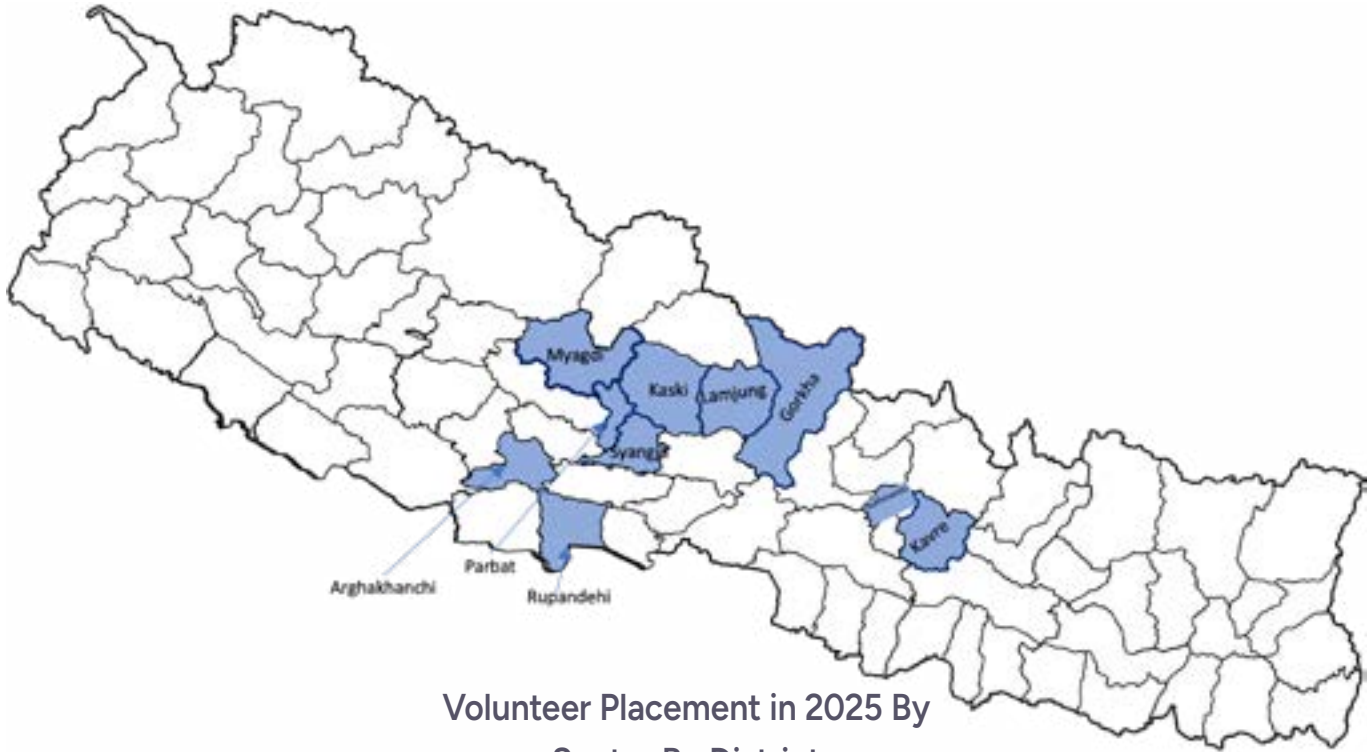 Myagdi
Kaski
Lamjung
Gorkha
Syangja
Kavre
Arghakhanchi
Parbat
Rupandehi
Volunteer Placement in 2025 By